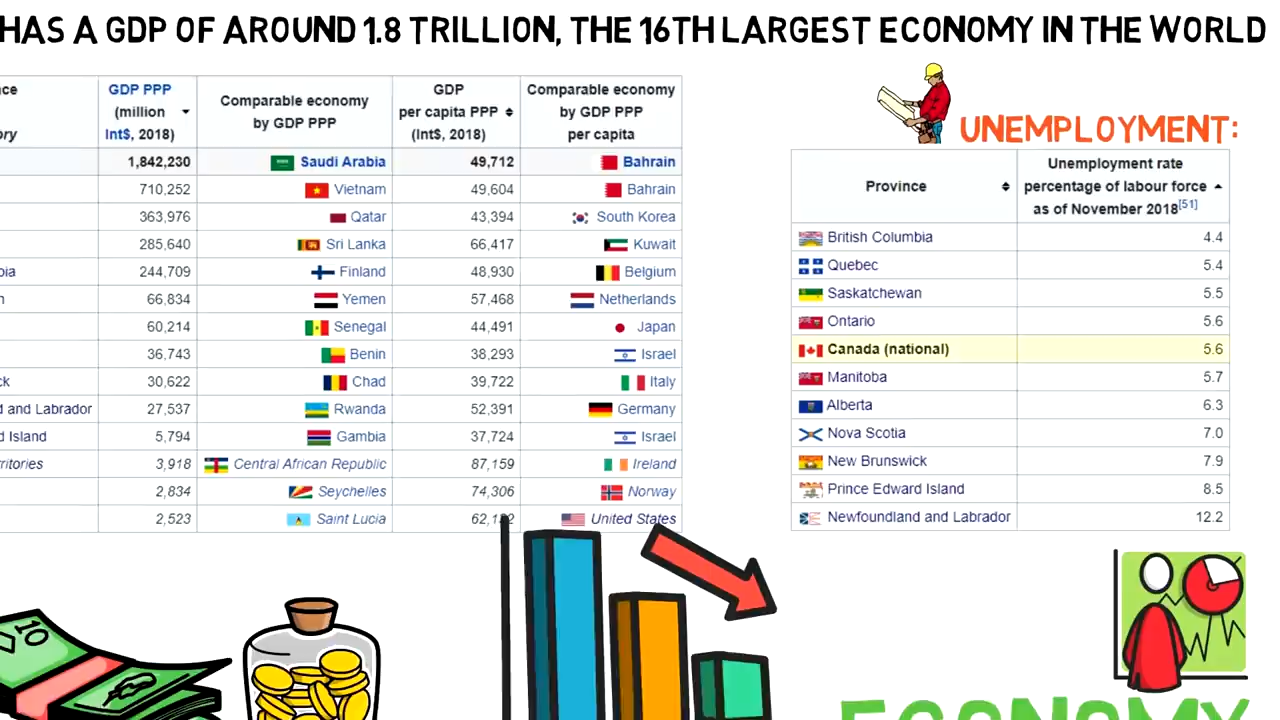 HAS A GDP OF AROUND 1.8 TRILLION, THE 16TH LARGEST ECONOMY IN THE WORLD
UNEMPLOYMENT:
GDP PPP (million Int$, 2018) Comparable economy by GDP PPP GDP per capita PPP (Int$, 2018) Comparable economy by GDP PPP per capita
1,842,230 Saudi Arabia 49,712 Bahrain
710,252 Vietnam 49,604 Bahrain
363,976 Qatar 43,394 South Korea
285,640 Sri Lanka 66,417 Kuwait
244,709 Finland 48,930 Belgium
66,834 Yemen 57,468 Netherlands
60,214 Senegal 44,491 Japan
36,743 Benin 38,293 Israel
30,622 Chad 39,722 Italy
d and Labrador 27,537 Rwanda 52,391 Germany
d Island 5,794 Gambia 37,724 Israel
rritories 3,918 Central African Republic 87,159 Ireland
2,834 Seychelles 74,306 Norway
2,523 Saint Lucia United States
Province Unemployment rate percentage of labour force as of November 2018[51]
British Columbia 4.4
Quebec 5.4
Saskatchewan 5.5
Ontario 5.6
Canada (national) 5.6
Manitoba 5.7
Alberta 6.3
Nova Scotia 7.0
New Brunswick 7.9
Prince Edward Island 8.5
Newfoundland and Labrador 12.2
10
ECONOMY